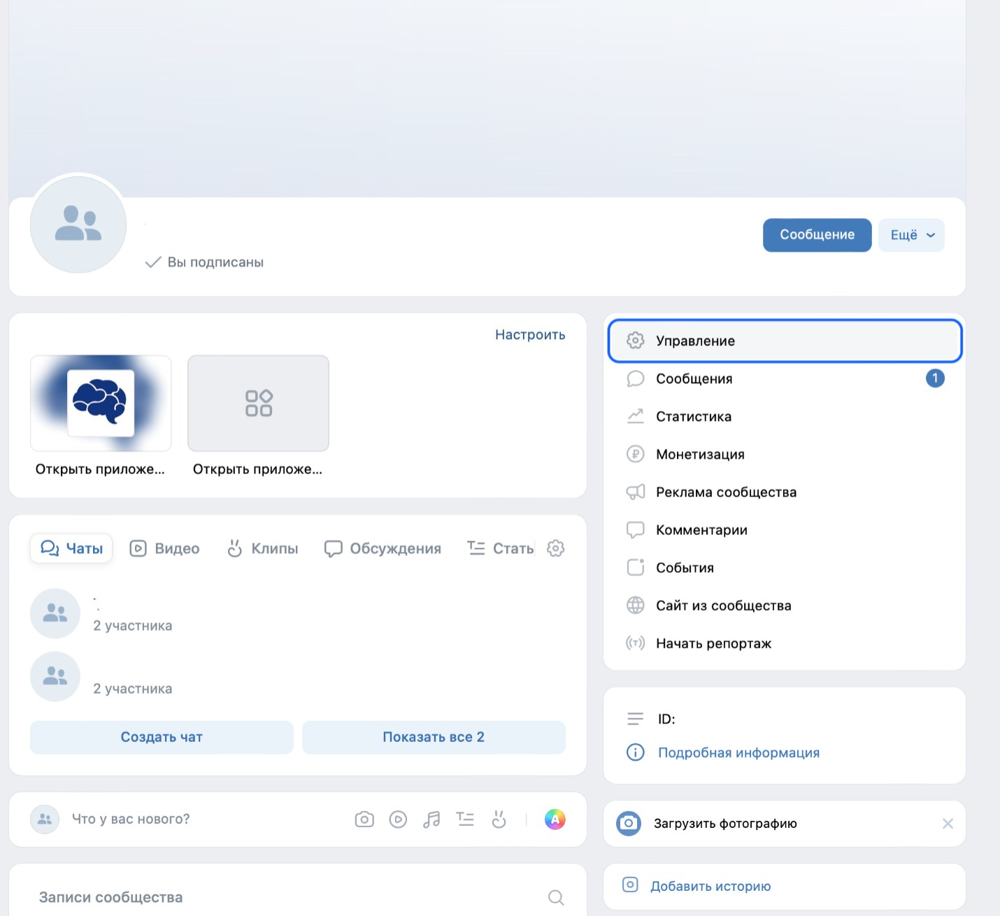 Вы подписаны
Сообщение
Ещё
Настроить
Открыть приложе...
Открыть приложе...
Чаты
Видео
Клипы
Обсуждения
Стать
2 участника
2 участника
Создать чат
Показать все 2
Что у вас нового?
Записи сообщества
Управление
Сообщения
1
Статистика
Монетизация
Реклама сообщества
Комментарии
События
Сайт из сообщества
Начать репортаж
ID:
Подробная информация
Загрузить фотографию
Добавить историю